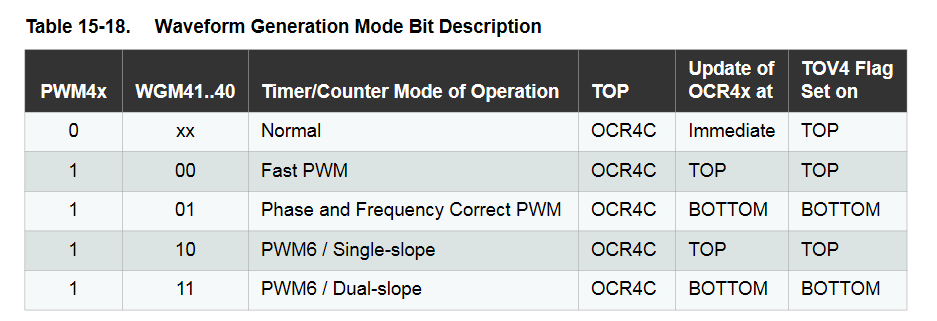 Table 15-18. Waveform Generation Mode Bit Description
PWM4x WGM41..40 Timer/Counter Mode of Operation TOP Update of OCR4x at TOV4 Flag Set on
0 xx Normal OCR4C Immediate TOP
1 00 Fast PWM OCR4C TOP TOP
1 01 Phase and Frequency Correct PWM OCR4C BOTTOM BOTTOM
1 10 PWM6 / Single-slope OCR4C TOP TOP
1 11 PWM6 / Dual-slope OCR4C BOTTOM BOTTOM